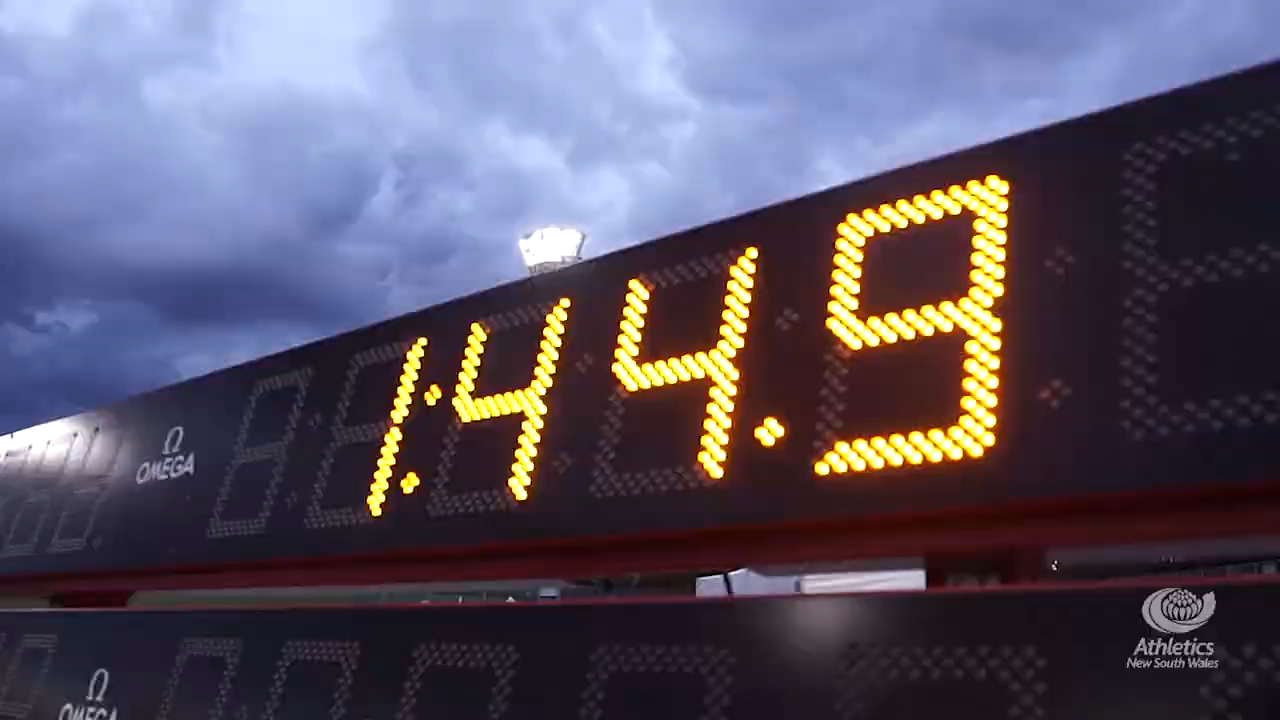 Ω
OMEGA
1:44.9
Ω
OMEGA
Athletics
New South Wales